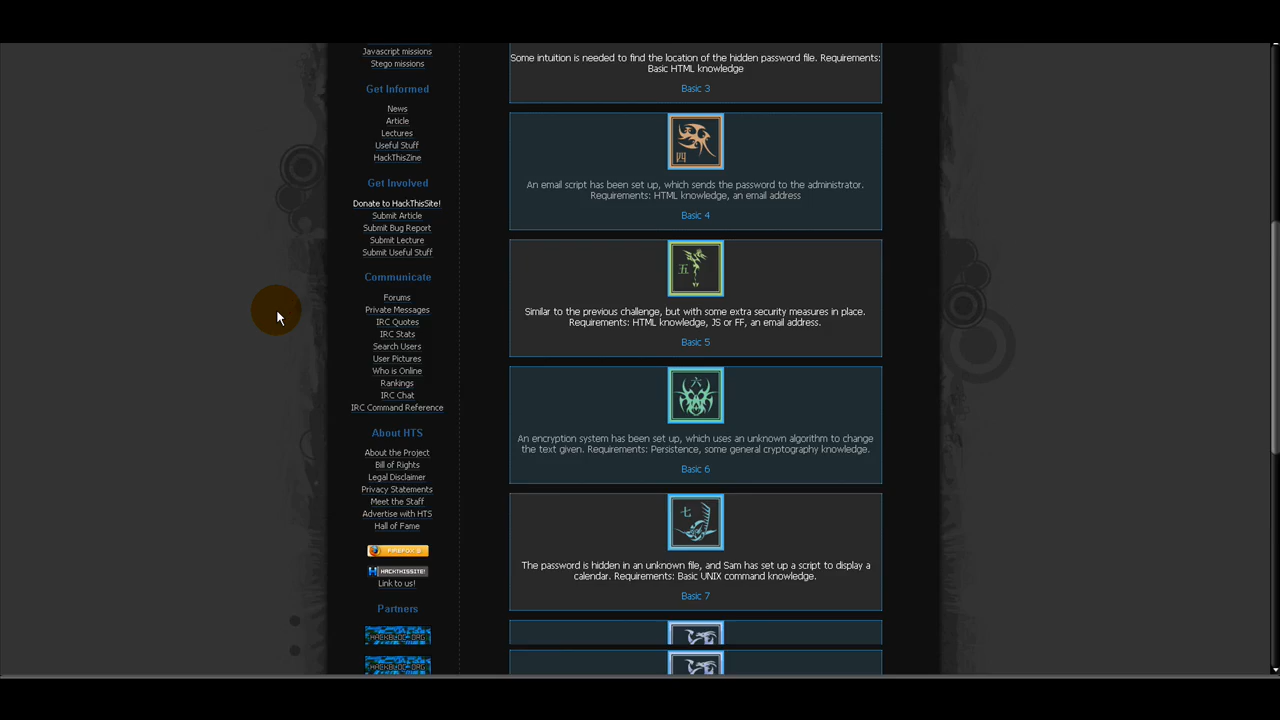 Javascript missions
Stego missions
Get Informed
News
Article
Lectures
Useful Stuff
HackThisZine
Get Involved
Donate to HackThisSite!
Submit Article
Submit Bug Report
Submit Lecture
Submit Useful Stuff
Communicate
Forums
Private Messages
IRC Quotes
IRC Stats
Search Users
User Pictures
Who is Online
Rankings
IRC Chat
IRC Command Reference
About HTS
About the Project
Bill of Rights
Legal Disclaimer
Privacy Statements
Meet the Staff
Advertise with HTS
Hall of Fame
FIREFOX 3
HACKTHISSITE!
Link to us!
Partners
HACKBLOC.ORG
HACKBLOC.ORG
Some intuition is needed to find the location of the hidden password file. Requirements:
Basic HTML knowledge
Basic 3
四
An email script has been set up, which sends the password to the administrator.
Requirements: HTML knowledge, an email address
Basic 4
五
Similar to the previous challenge, but with some extra security measures in place.
Requirements: HTML knowledge, JS or FF, an email address.
Basic 5
六
An encryption system has been set up, which uses an unknown algorithm to change
the text given. Requirements: Persistence, some general cryptography knowledge.
Basic 6
七
The password is hidden in an unknown file, and Sam has set up a script to display a
calendar. Requirements: Basic UNIX command knowledge.
Basic 7